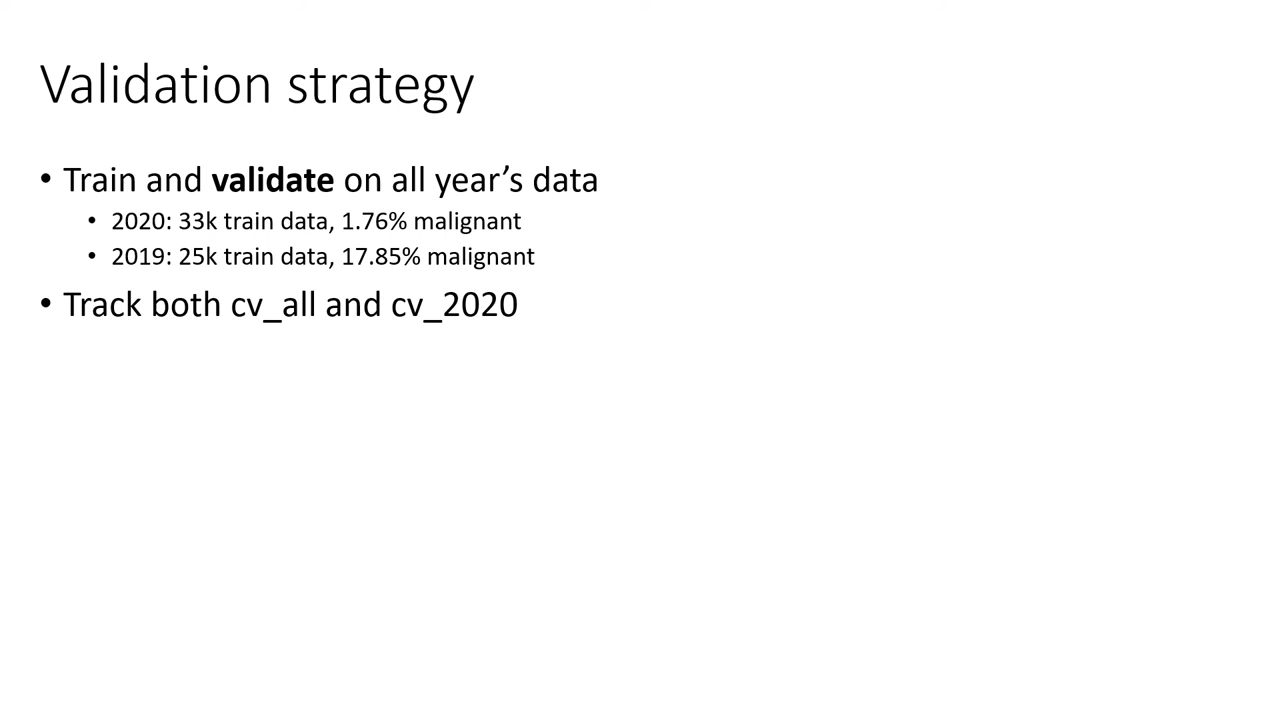 Validation strategy
• Train and validate on all year’s data
• 2020: 33k train data, 1.76% malignant
• 2019: 25k train data, 17.85% malignant
• Track both cv_all and cv_2020